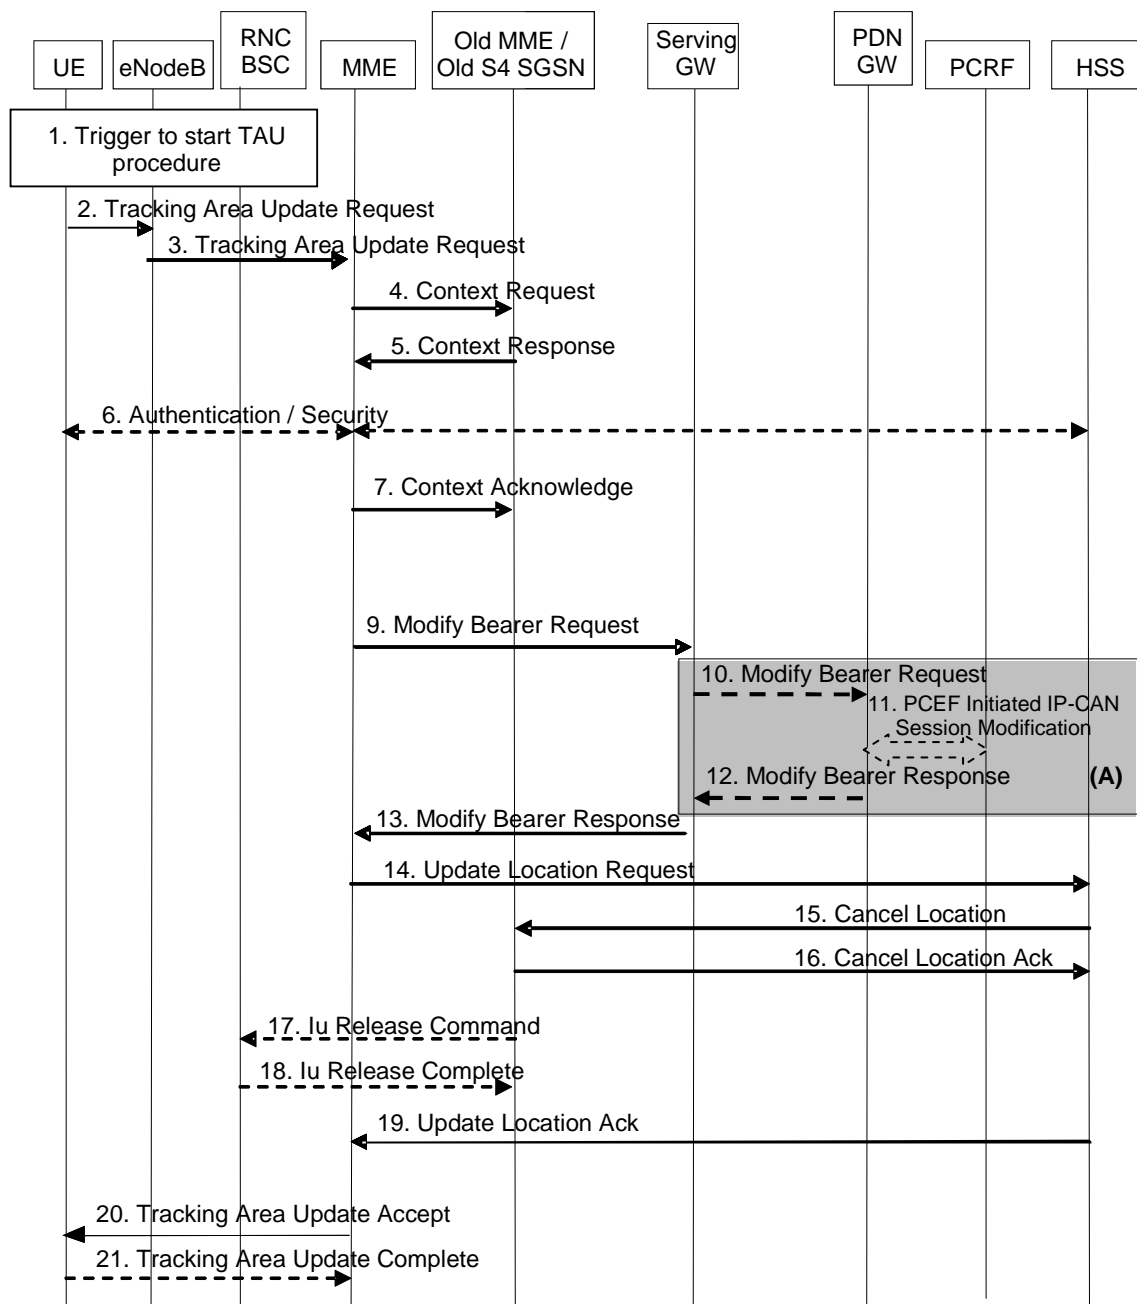 RNC
BSC
Old MME /
Old S4 SGSN
Serving
GW
PDN
GW
UE
eNodeB
MME
PCRF
HSS
1. Trigger to start TAU
procedure
2. Tracking Area Update Request
3. Tracking Area Update Request
4. Context Request
5. Context Response
6. Authentication / Security
7. Context Acknowledge
9. Modify Bearer Request
10. Modify Bearer Request
11. PCEF Initiated IP-CAN
Session Modification
12. Modify Bearer Response
(A)
13. Modify Bearer Response
14. Update Location Request
15. Cancel Location
16. Cancel Location Ack
17. Iu Release Command
18. Iu Release Complete
19. Update Location Ack
20. Tracking Area Update Accept
21. Tracking Area Update Complete